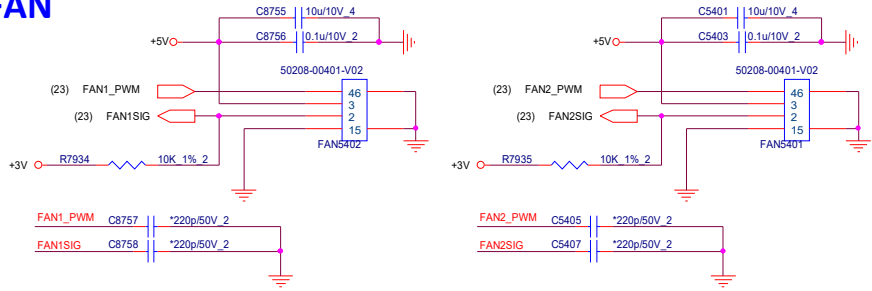 FAN
C8755 10u/10V_4
C8756 0.1u/10V_2
+5V
50208-00401-V02
(23) FAN1_PWM
46
3
(23) FAN1SIG
2
15
FAN5402
+3V R7934 10K_1%_2
FAN1_PWM C8757 *220p/50V_2
FAN1SIG C8758 *220p/50V_2
C5401 10u/10V_4
C5403 0.1u/10V_2
+5V
50208-00401-V02
(23) FAN2_PWM
46
3
(23) FAN2SIG
2
15
FAN5401
+3V R7935 10K_1%_2
FAN2_PWM C5405 *220p/50V_2
FAN2SIG C5407 *220p/50V_2